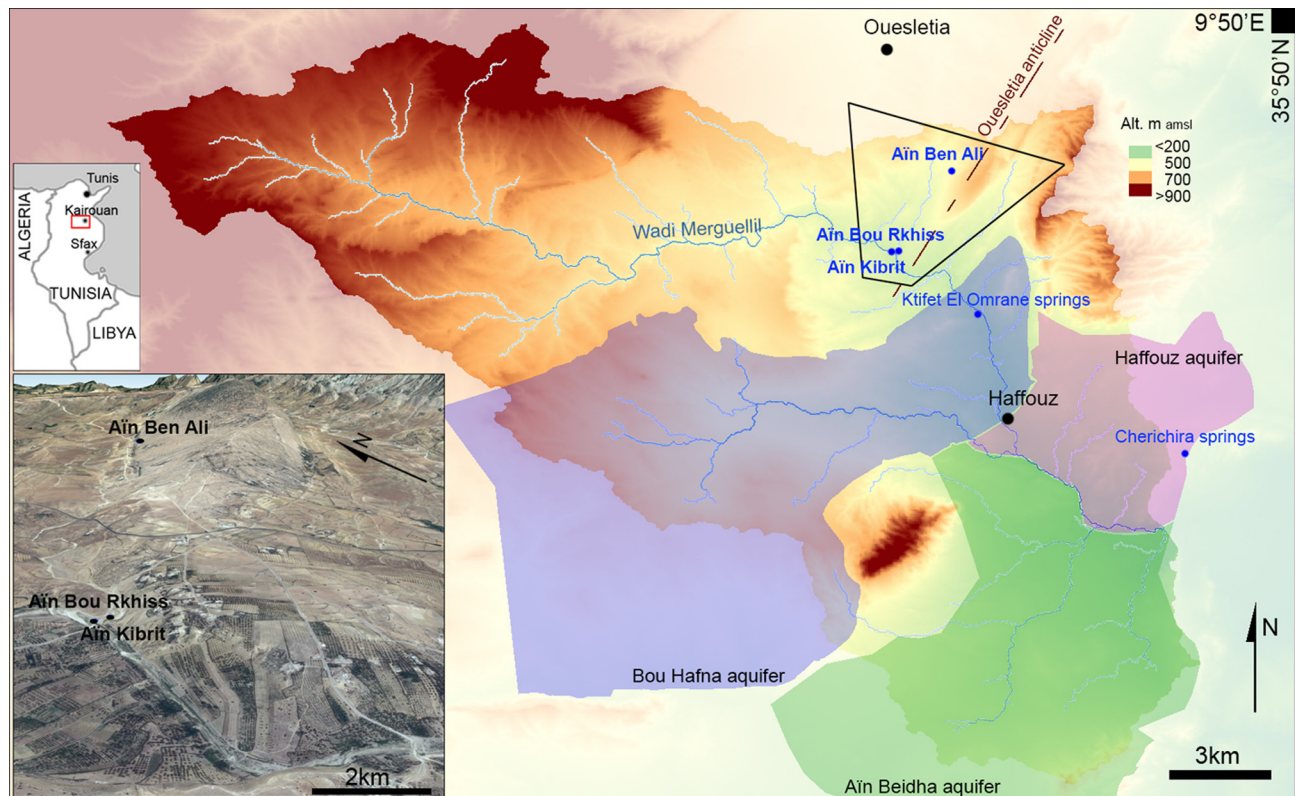 9°50’E
35°50’N
Ouesletia
Ouesletia anticline
Alt. m amsl
<200
500
700
>900
Aïn Ben Ali
Wadi Merguellil
Aïn Bou Rkhiss
Aïn Kibrit
Ktifet El Omrane springs
Haffouz aquifer
Haffouz
Cherichira springs
Bou Hafna aquifer
Aïn Beidha aquifer
N
3km
Tunis
Kairouan
Sfax
ALGERIA
TUNISIA
LIBYA
Aïn Ben Ali
N
Aïn Bou Rkhiss
Aïn Kibrit
2km